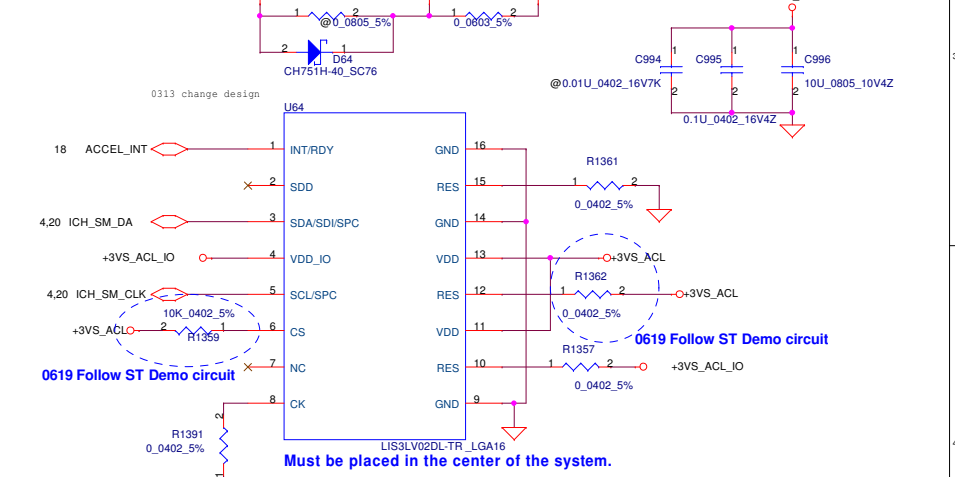 1 2
@0_0805_5%
1 2
0_0603_5%
2 1
D64
CH751H-40_SC76
0313 change design
1 1 1
C994 C995 C996
@0.01U_0402_16V7K 10U_0805_10V4Z
2 2 2
0.1U_0402_16V4Z
U64
18 ACCEL_INT 1 INT/RDY GND 16
R1361
2 SDD RES 15 1 2
0_0402_5%
4,20 ICH_SM_DA 3 SDA/SDI/SPC GND 14
+3VS_ACL_IO 4 VDD_IO VDD 13 +3VS_ACL
R1362
4,20 ICH_SM_CLK 5 SCL/SPC RES 12 1 2 +3VS_ACL
10K_0402_5% 0_0402_5%
+3VS_ACL 2 1 6 CS VDD 11
R1359 0619 Follow ST Demo circuit
R1357
7 NC RES 10 1 2 +3VS_ACL_IO
0619 Follow ST Demo circuit 0_0402_5%
8 CK GND 9
2
R1391
0_0402_5%
1
LIS3LV02DL-TR_LGA16
Must be placed in the center of the system.